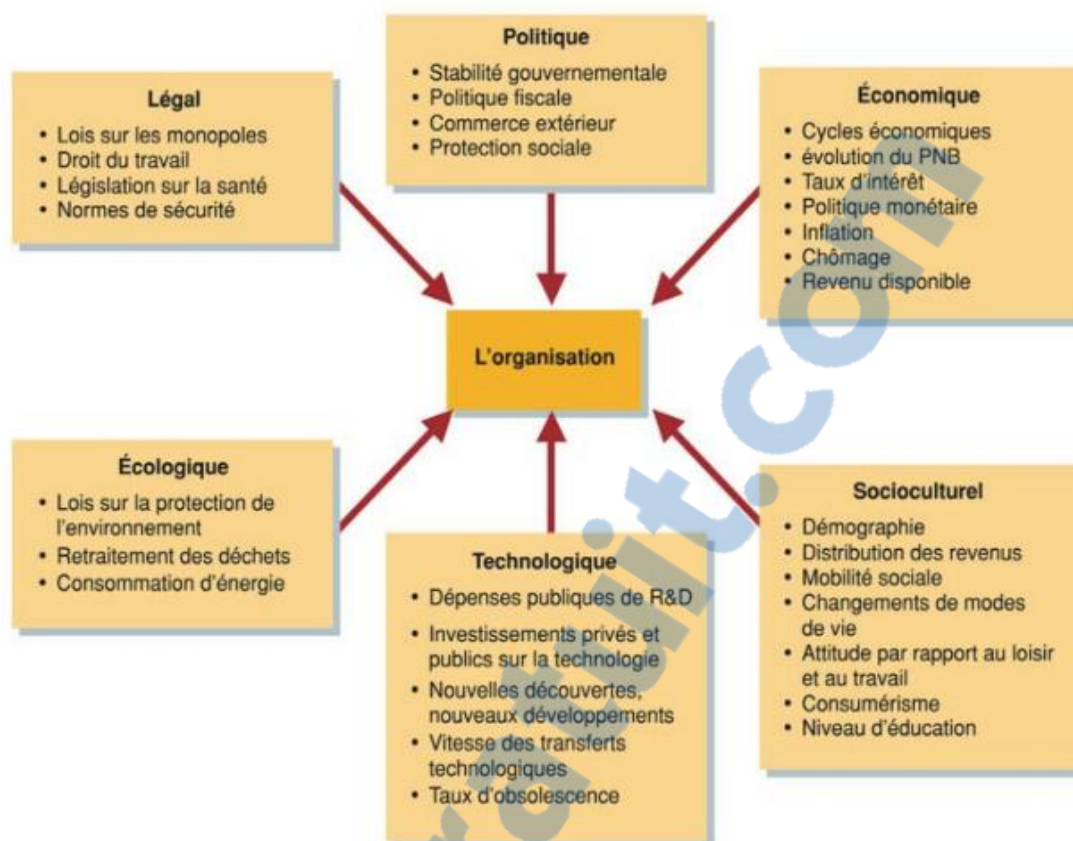 Politique
• Stabilité gouvernementale
• Politique fiscale
• Commerce extérieur
• Protection sociale
Légal
• Lois sur les monopoles
• Droit du travail
• Législation sur la santé
• Normes de sécurité
Économique
• Cycles économiques
• évolution du PNB
• Taux d'intérêt
• Politique monétaire
• Inflation
• Chômage
• Revenu disponible
L'organisation
Écologique
• Lois sur la protection de
l'environnement
• Retraitement des déchets
• Consommation d'énergie
Technologique
• Dépenses publiques de R&D
• Investissements privés et
publics sur la technologie
• Nouvelles découvertes,
nouveaux développements
• Vitesse des transferts
technologiques
• Taux d'obsolescence
Socioculturel
• Démographie
• Distribution des revenus
• Mobilité sociale
• Changements de modes
de vie
• Attitude par rapport au loisir
et au travail
• Consumérisme
• Niveau d'éducation
ratuit.com